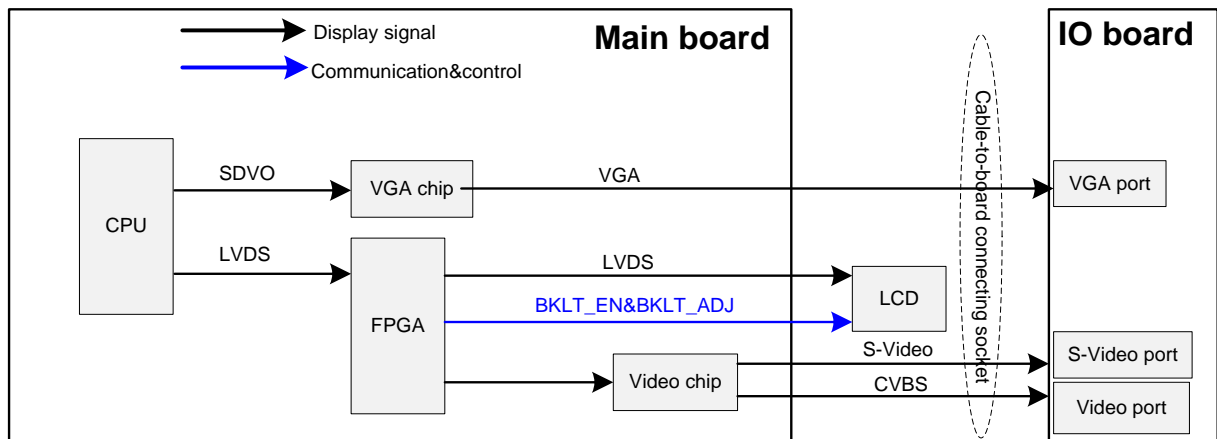 Display signal
Main board
IO board
Communication&control
Cable-to-board connecting socket
SDVO
VGA chip
VGA
VGA port
CPU
LVDS
FPGA
LVDS
BKLT_EN&BKLT_ADJ
LCD
S-Video
S-Video port
Video chip
CVBS
Video port